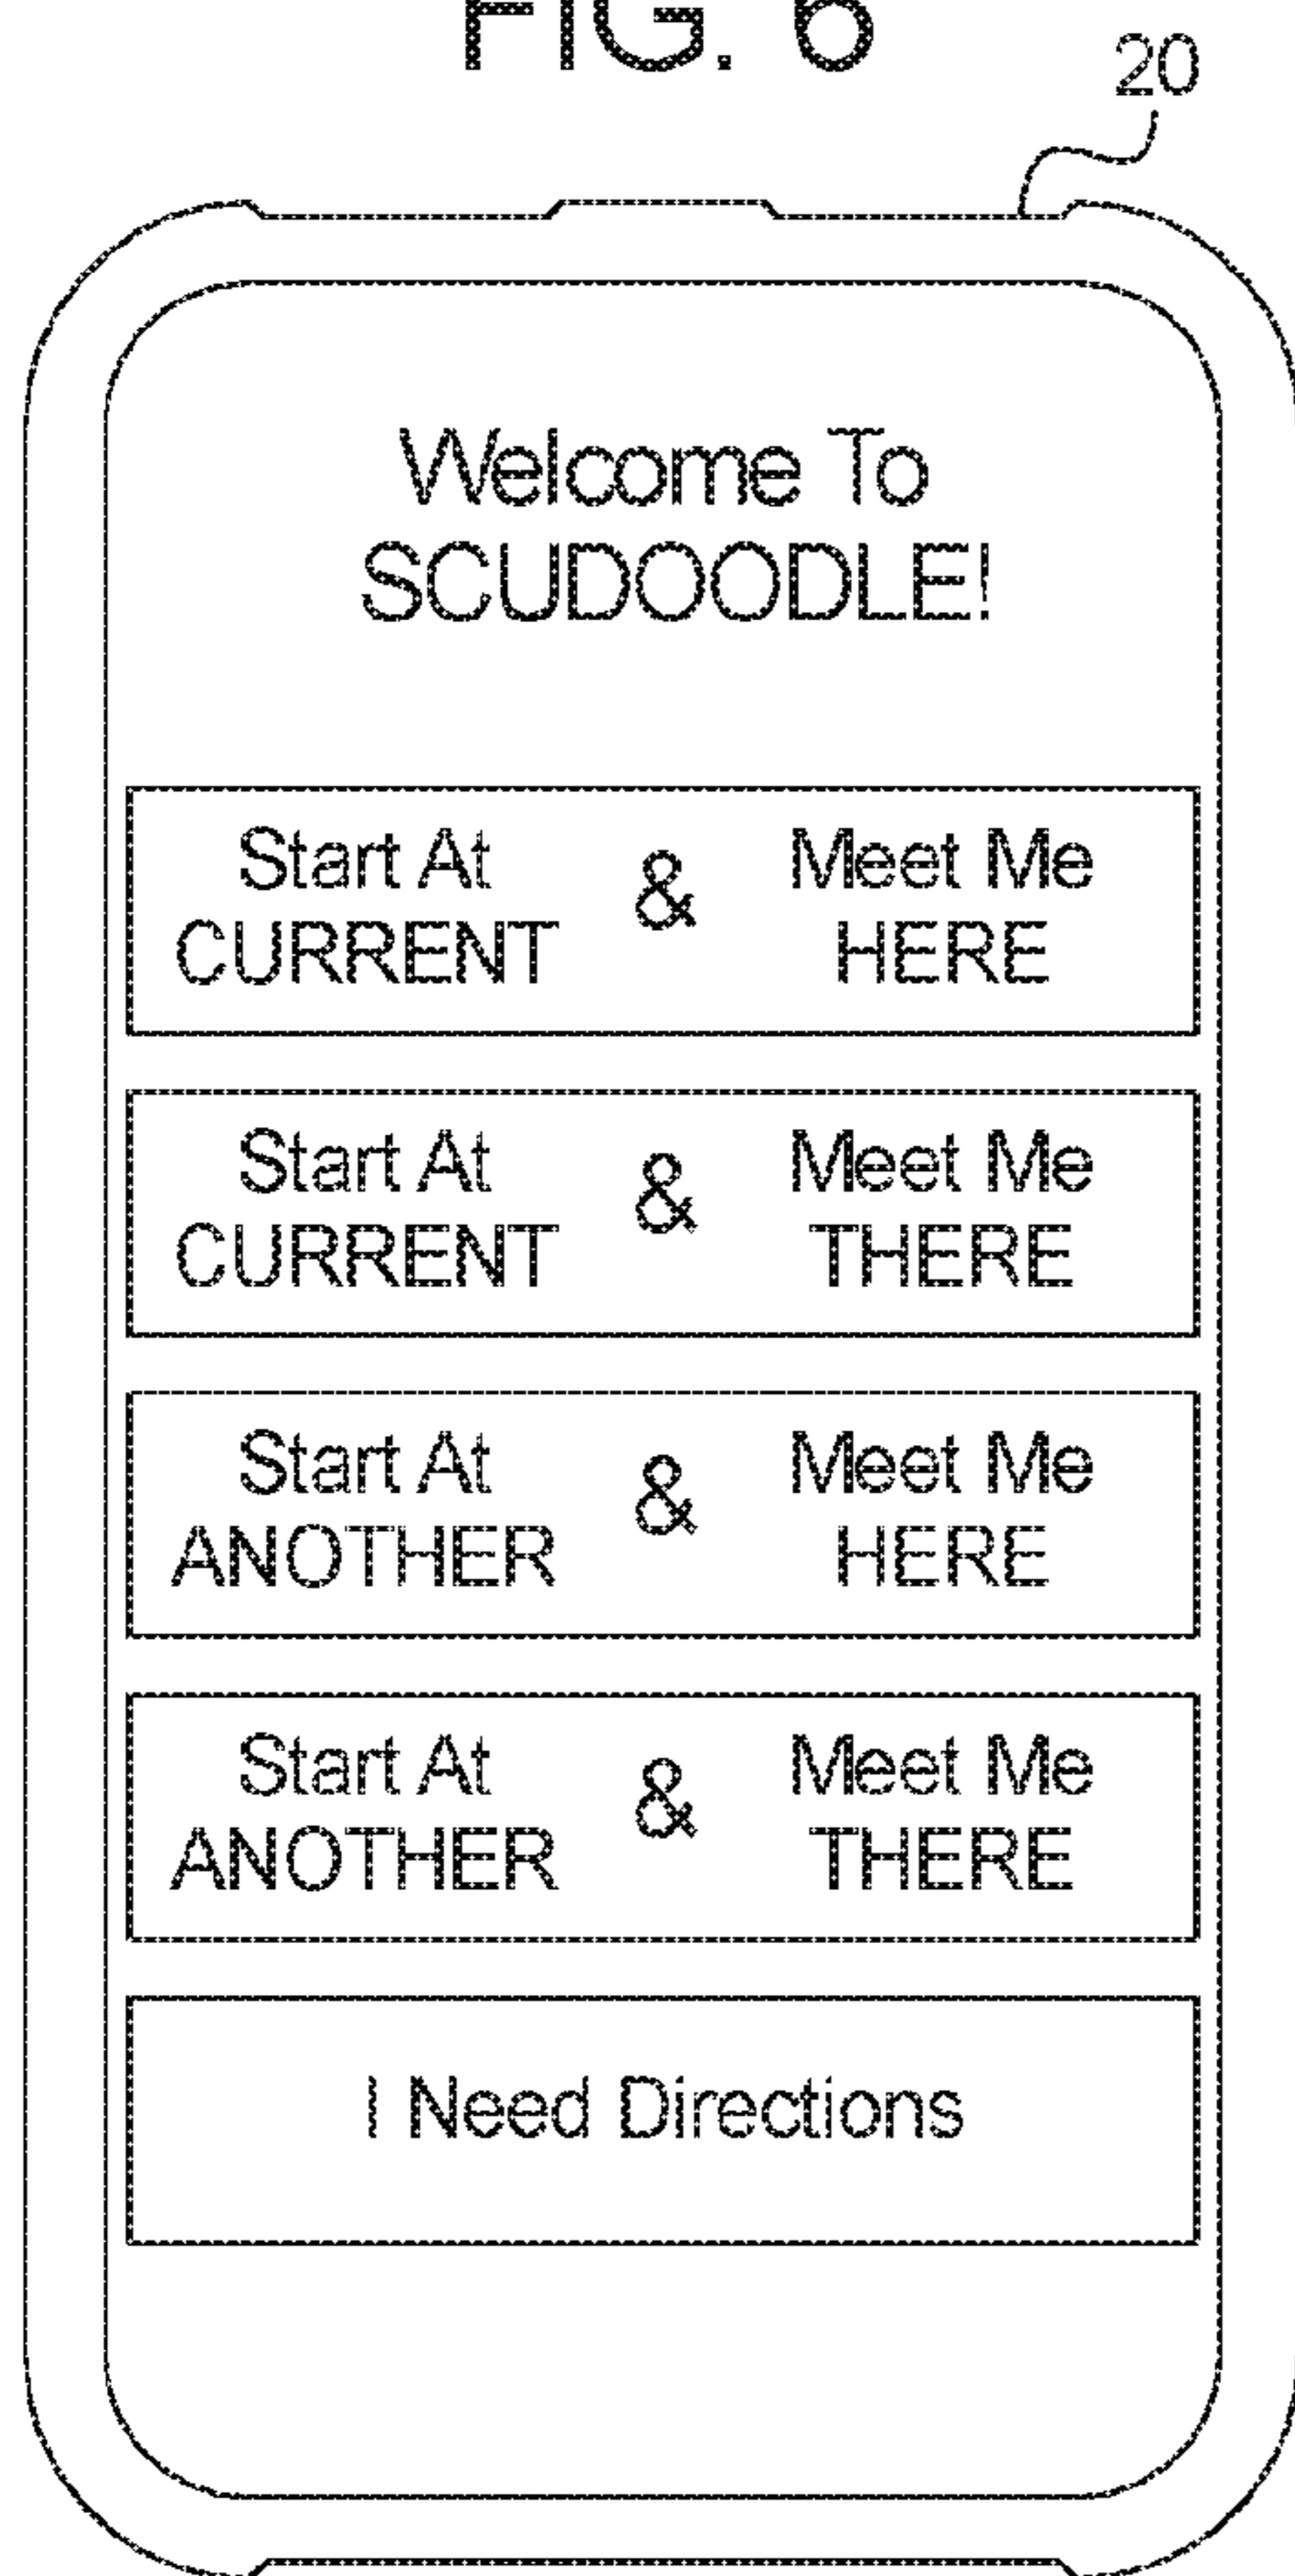 FIG. 6
20
Welcome To
SCUDOODLE!
Start At & Meet Me
CURRENT HERE
Start At & Meet Me
CURRENT THERE
Start At & Meet Me
ANOTHER HERE
Start At & Meet Me
ANOTHER THERE
I Need Directions